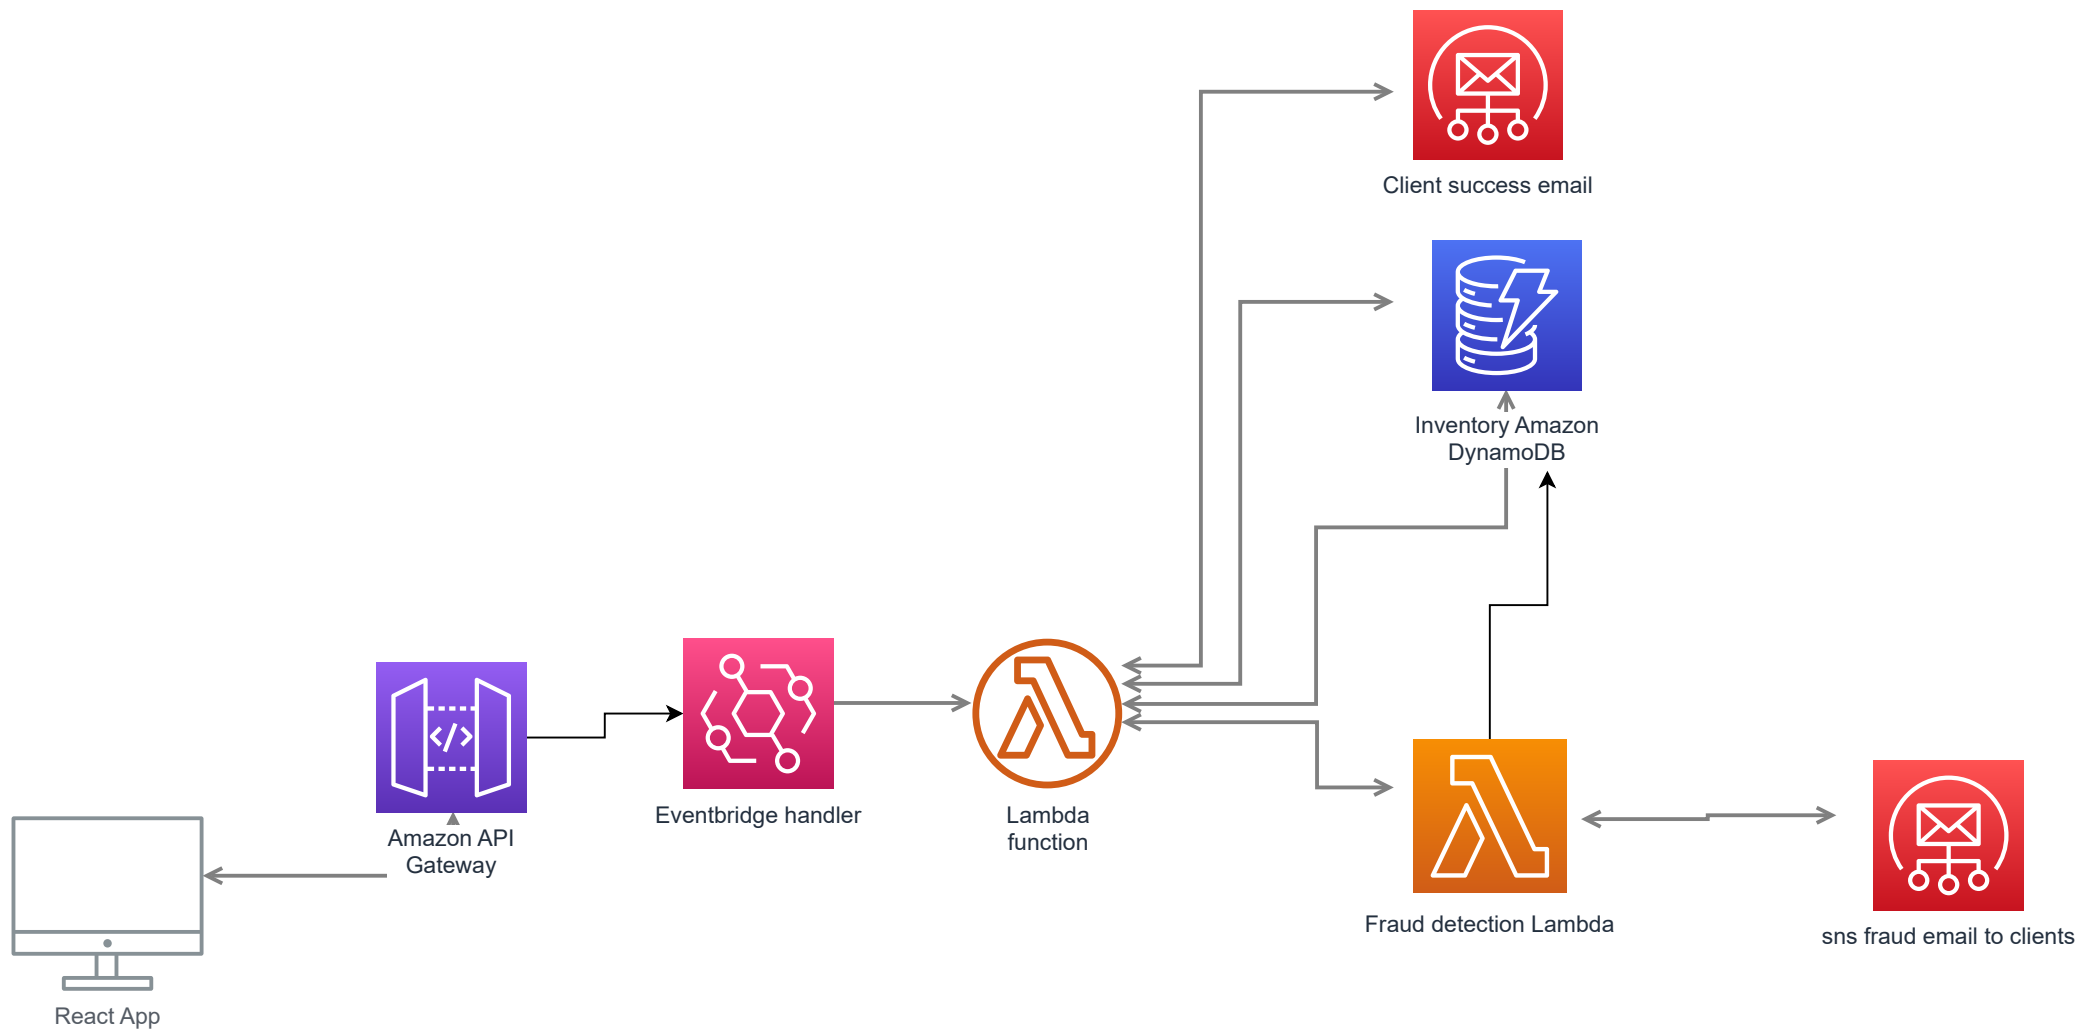 Client success email
Inventory Amazon
DynamoDB
Amazon API
Gateway
Eventbridge handler
Lambda
function
Fraud detection Lambda
sns fraud email to clients
React App